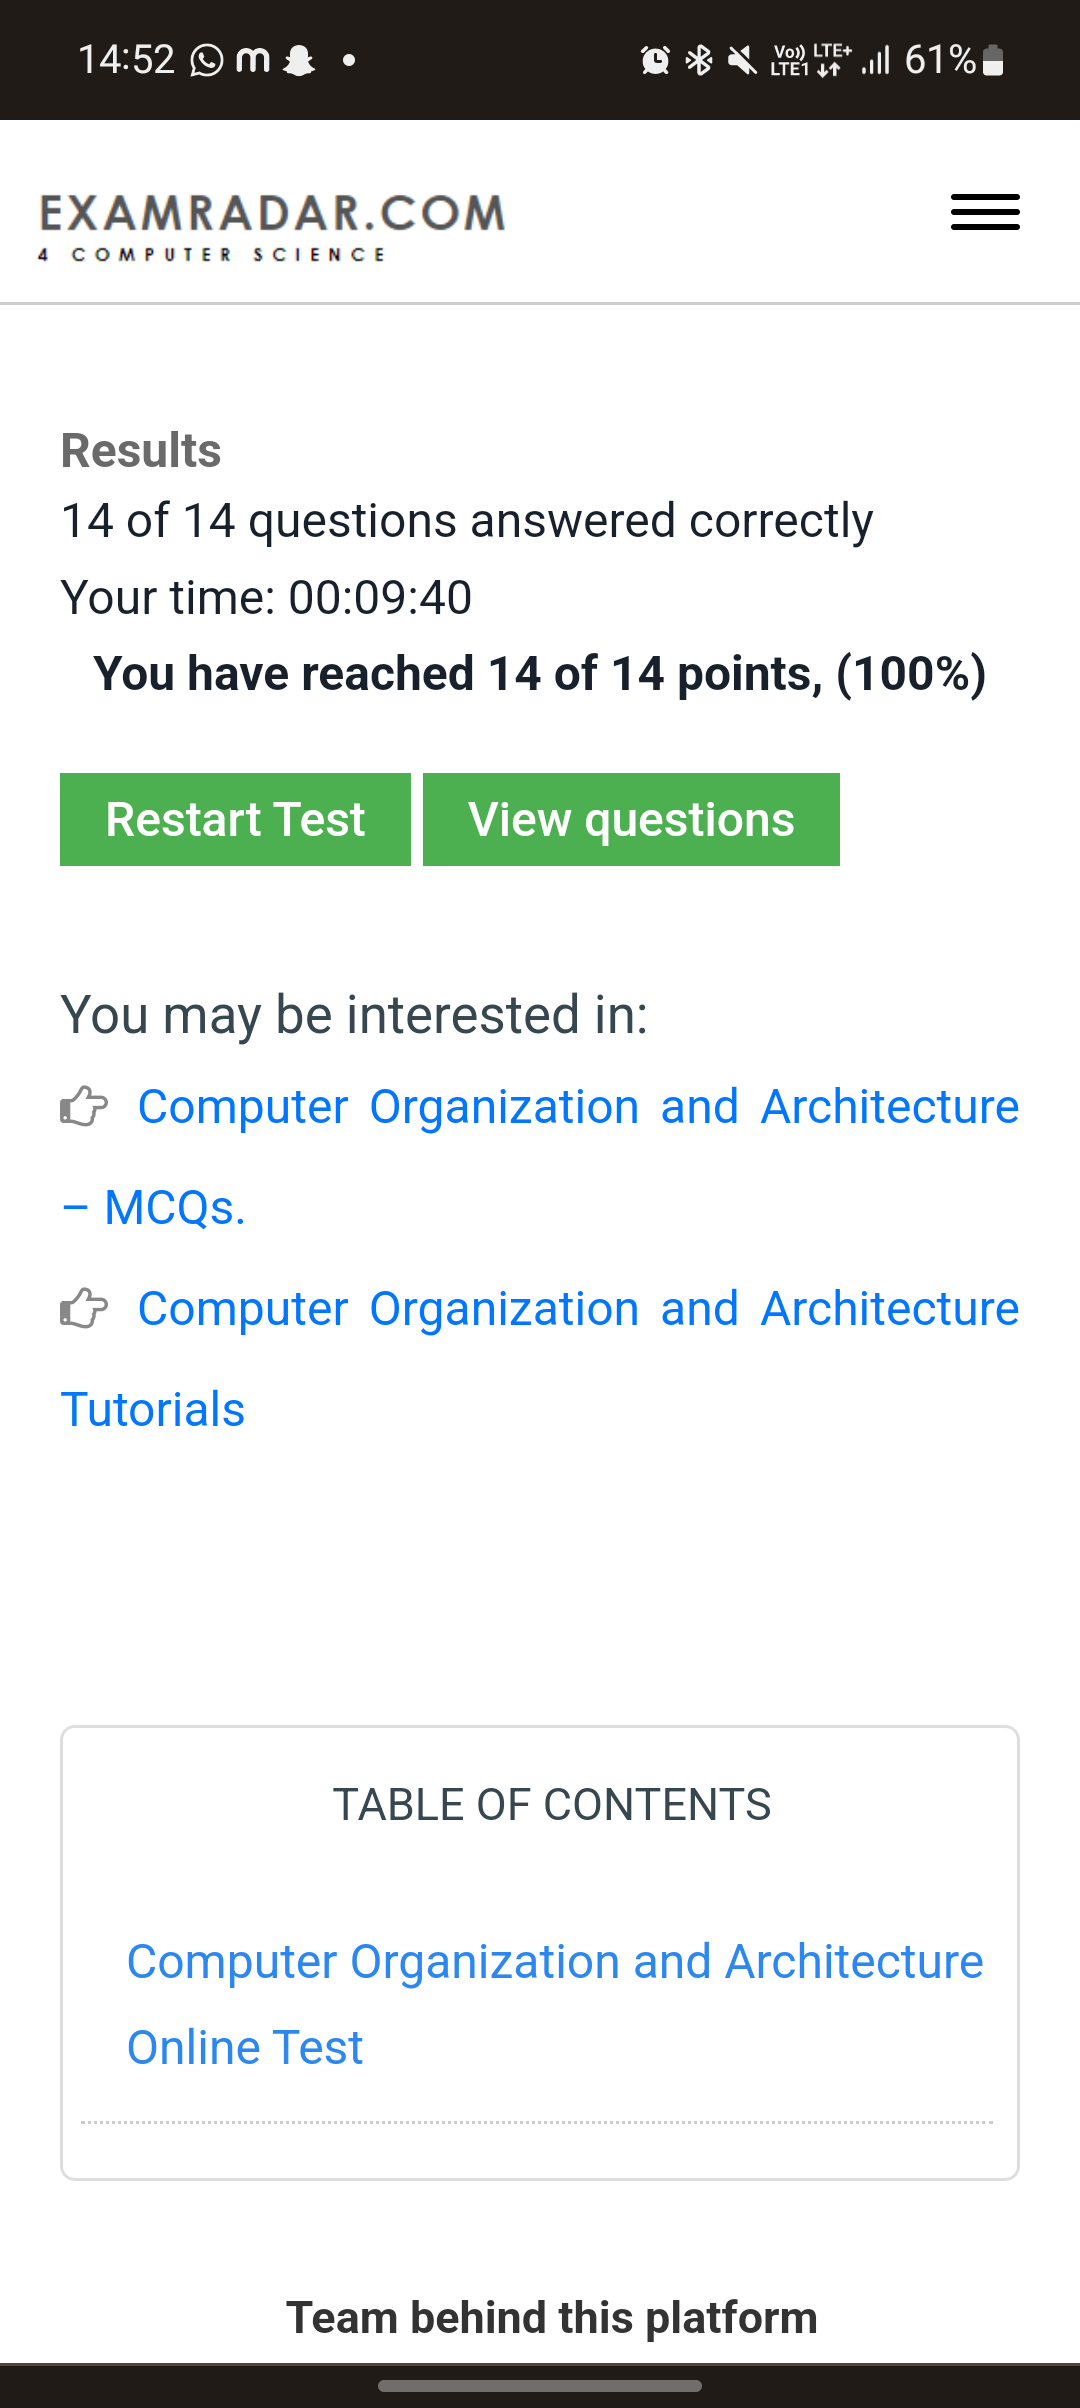 14:52 61%
Vo)) LTE+
LTE1
EXAMRADAR.COM
4 COMPUTER SCIENCE
Results
14 of 14 questions answered correctly
Your time: 00:09:40
You have reached 14 of 14 points, (100%)
Restart Test View questions
You may be interested in:
Computer Organization and Architecture
– MCQs.
Computer Organization and Architecture
Tutorials
TABLE OF CONTENTS
Computer Organization and Architecture
Online Test
Team behind this platform